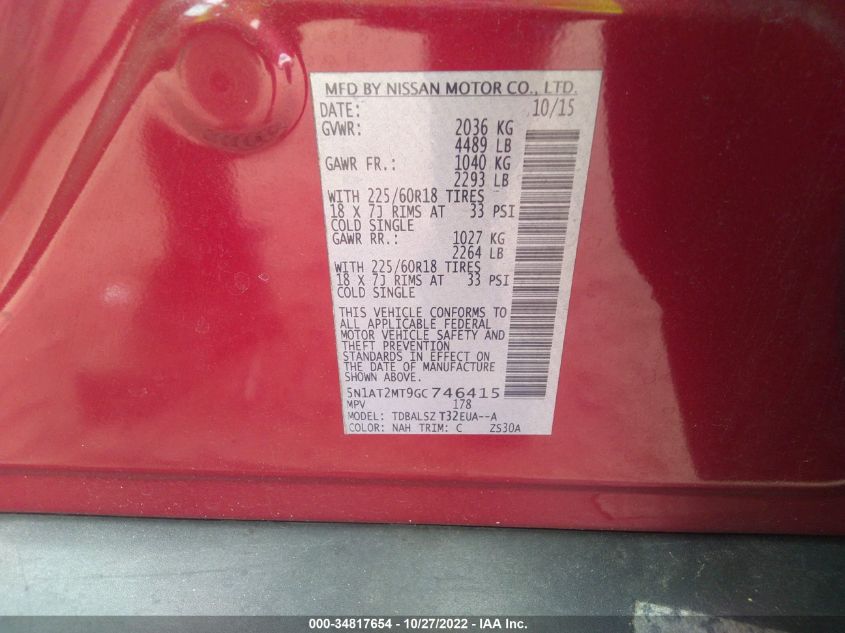 MFD BY NISSAN MOTOR CO., LTD.
DATE: 10/15
GVWR: 2036 KG
4489 LB
GAWR FR.: 1040 KG
2293 LB
WITH 225/60R18 TIRES
18 X 7J RIMS AT 33 PSI
COLD SINGLE
GAWR RR.: 1027 KG
2264 LB
WITH 225/60R18 TIRES
18 X 7J RIMS AT 33 PSI
COLD SINGLE
THIS VEHICLE CONFORMS TO
ALL APPLICABLE FEDERAL
MOTOR VEHICLE SAFETY AND
THEFT PREVENTION
STANDARDS IN EFFECT ON
THE DATE OF MANUFACTURE
SHOWN ABOVE.
5N1AT2MT9GC746415
MPV 178
MODEL: TDBALSZ T32EUA--A
COLOR: NAH TRIM: C ZS30A
000-34817654 - 10/27/2022 - IAA Inc.